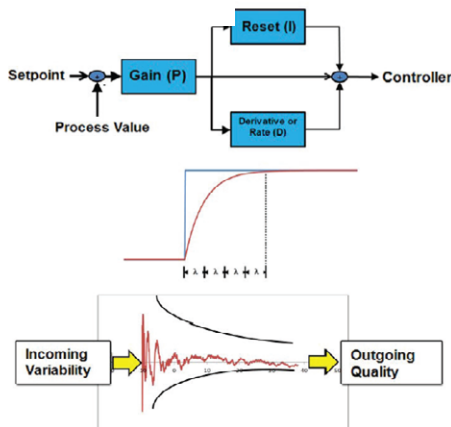 Reset (I)
Setpoint
Gain (P)
Controller
Process Value
Derivative or
Rate (D)
λ λ λ λ
Incoming
Variability
Outgoing
Quality